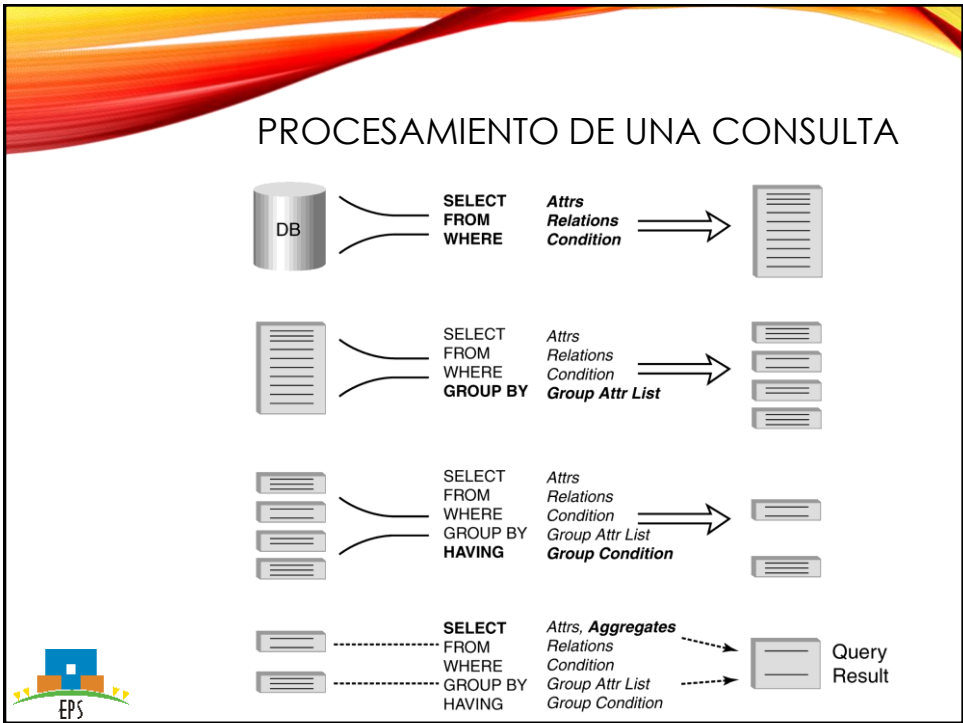 PROCESAMIENTO DE UNA CONSULTA
DB
SELECT Attrs
FROM Relations
WHERE Condition
SELECT Attrs
FROM Relations
WHERE Condition
GROUP BY Group Attr List
SELECT Attrs
FROM Relations
WHERE Condition
GROUP BY Group Attr List
HAVING Group Condition
SELECT Attrs, Aggregates
FROM Relations
WHERE Condition
GROUP BY Group Attr List
HAVING Group Condition
Query
Result
EPS